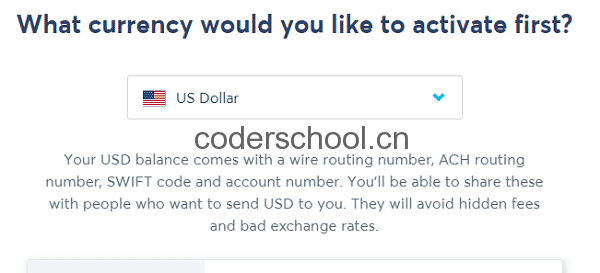 What currency would you like to activate first?
US Dollar
coderschool.cn
Your USD balance comes with a wire routing number, ACH routing
number, SWIFT code and account number. You'll be able to share these
with people who want to send USD to you. They will avoid hidden fees
and bad exchange rates.